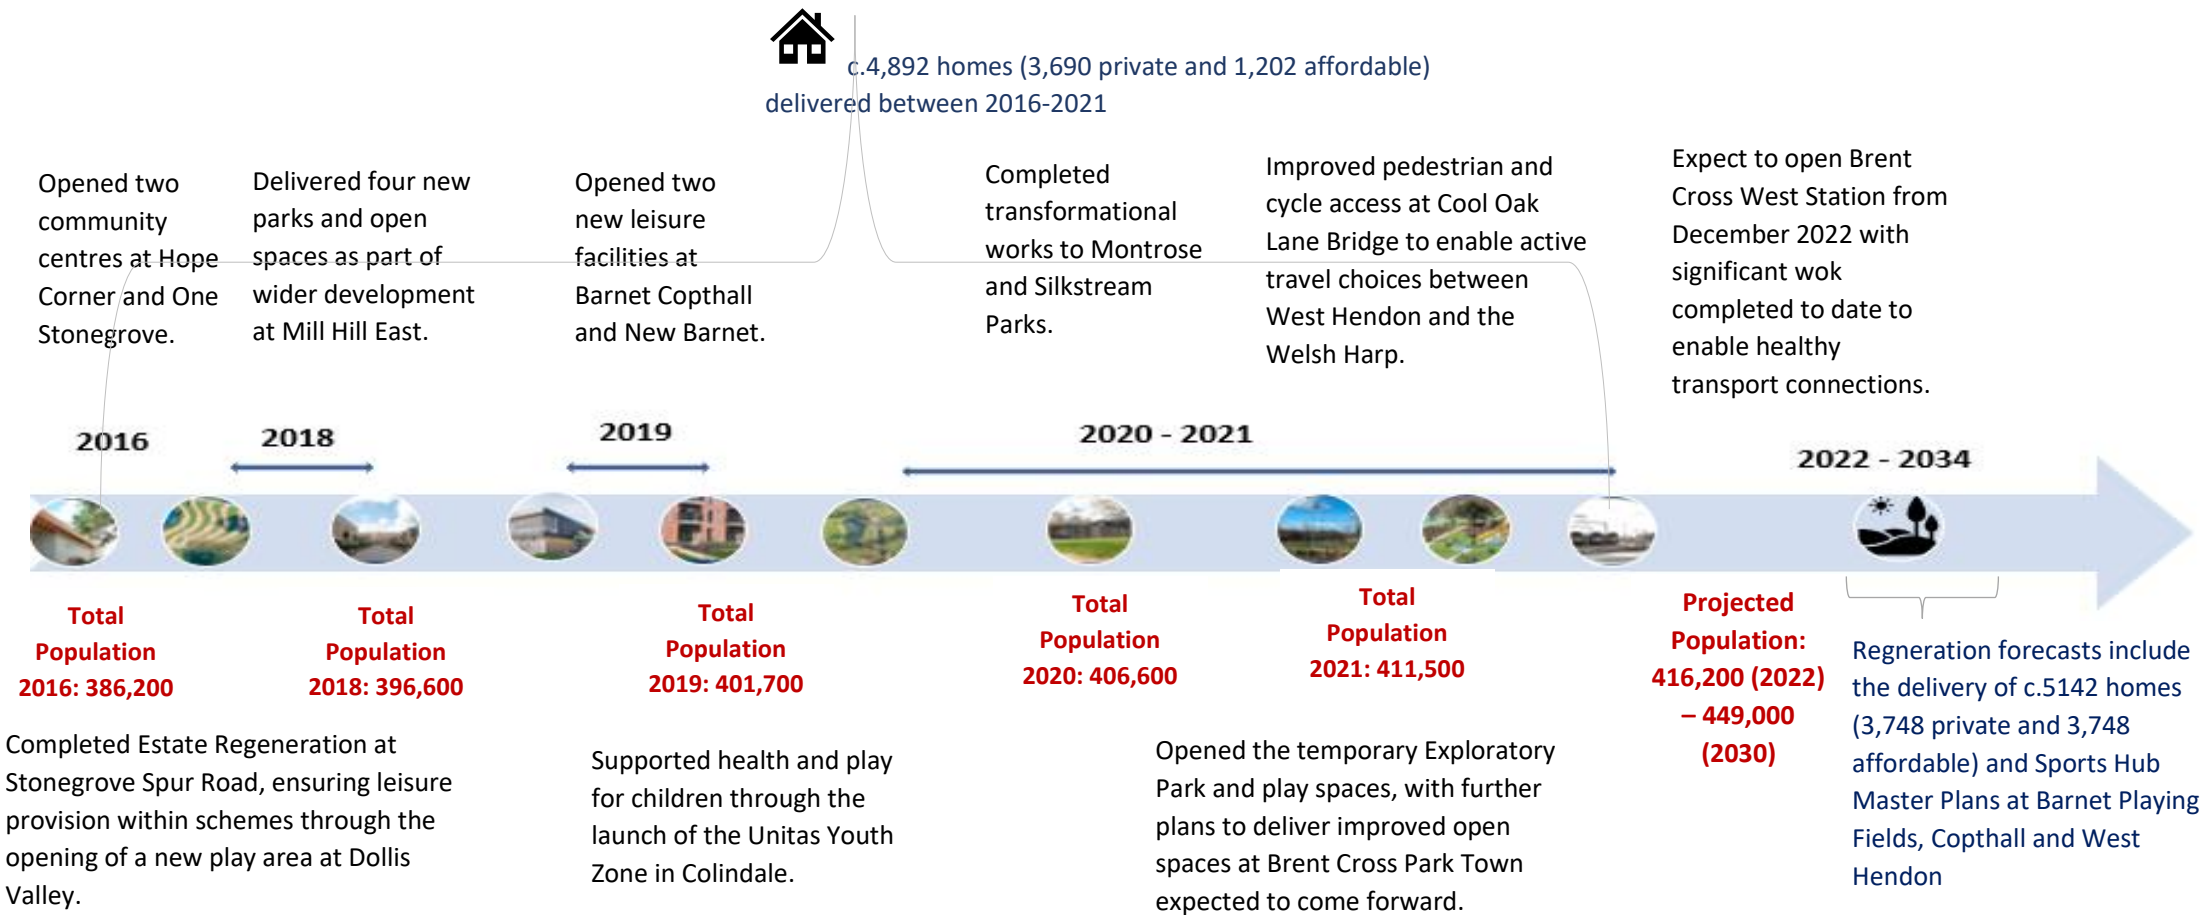 c.4,892 homes (3,690 private and 1,202 affordable)
delivered between 2016-2021
Opened two
community
centres at Hope
Corner and One
Stonegrove.
Delivered four new
parks and open
spaces as part of
wider development
at Mill Hill East.
Opened two
new leisure
facilities at
Barnet Copthall
and New Barnet.
Completed
transformational
works to Montrose
and Silkstream
Parks.
Improved pedestrian and
cycle access at Cool Oak
Lane Bridge to enable active
travel choices between
West Hendon and the
Welsh Harp.
Expect to open Brent
Cross West Station from
December 2022 with
significant wok
completed to date to
enable healthy
transport connections.
2016
2018
2019
2020 - 2021
2022 - 2034
Total
Population
2016: 386,200
Total
Population
2018: 396,600
Total
Population
2019: 401,700
Total
Population
2020: 406,600
Total
Population
2021: 411,500
Projected
Population:
416,200 (2022)
– 449,000
(2030)
Regneration forecasts include
the delivery of c.5142 homes
(3,748 private and 3,748
affordable) and Sports Hub
Master Plans at Barnet Playing
Fields, Copthall and West
Hendon
Completed Estate Regeneration at
Stonegrove Spur Road, ensuring leisure
provision within schemes through the
opening of a new play area at Dollis
Valley.
Supported health and play
for children through the
launch of the Unitas Youth
Zone in Colindale.
Opened the temporary Exploratory
Park and play spaces, with further
plans to deliver improved open
spaces at Brent Cross Park Town
expected to come forward.